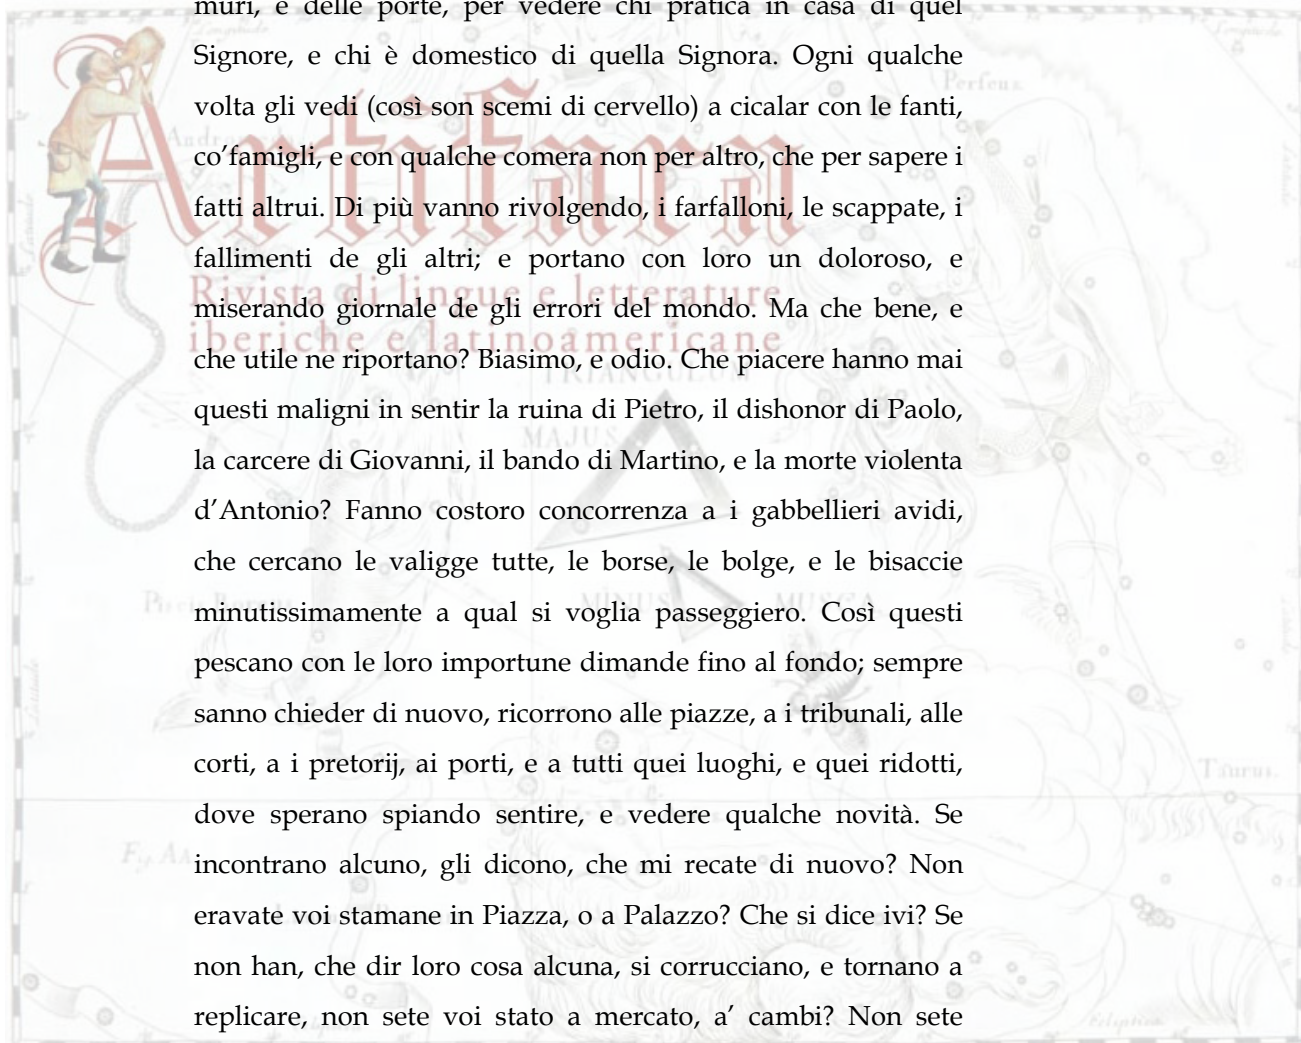 muri, e delle porte, per vedere chi pratica in casa di quel
Signore, e chi è domestico di quella Signora. Ogni qualche
volta gli vedi (così son scemi di cervello) a cicalar con le fanti,
co'famigli, e con qualche comera non per altro, che per sapere i
fatti altrui. Di più vanno rivolgendo, i farfalloni, le scappate, i
fallimenti de gli altri; e portano con loro un doloroso, e
miserando giornale de gli errori del mondo. Ma che bene, e
che utile ne riportano? Biasimo, e odio. Che piacere hanno mai
questi maligni in sentir la ruina di Pietro, il dishonor di Paolo,
la carcere di Giovanni, il bando di Martino, e la morte violenta
d'Antonio? Fanno costoro concorrenza a i gabbellieri avidi,
che cercano le valigge tutte, le borse, le bolge, e le bisaccie
minutissimamente a qual si voglia passeggiero. Così questi
pescano con le loro importune dimande fino al fondo; sempre
sanno chieder di nuovo, ricorrono alle piazze, a i tribunali, alle
corti, a i pretorij, ai porti, e a tutti quei luoghi, e quei ridotti,
dove sperano spiando sentire, e vedere qualche novità. Se
incontrano alcuno, gli dicono, che mi recate di nuovo? Non
eravate voi stamane in Piazza, o a Palazzo? Che si dice ivi? Se
non han, che dir loro cosa alcuna, si corrucciano, e tornano a
replicare, non sete voi stato a mercato, a' cambi? Non sete
Artifara
Rivista di lingue e letterature
iberiche e latinoamericane
Perseus
TRIANGULUM
MAJUS
MINUS
MUSCA
Taurus.